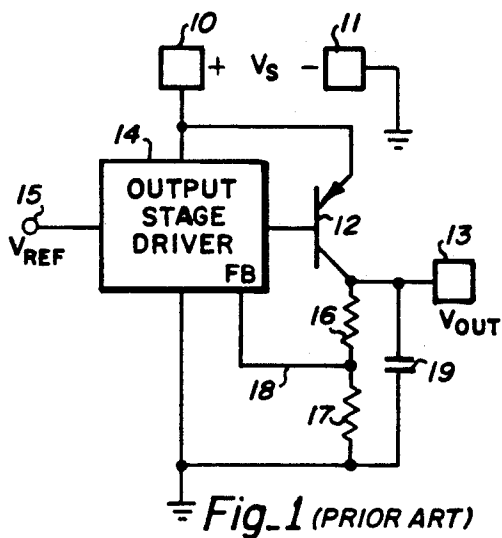 10
11
+ VS -
14
15
OUTPUT
STAGE
DRIVER
FB
VREF
12
13
16
VOUT
18
19
17
Fig_1 (PRIOR ART)